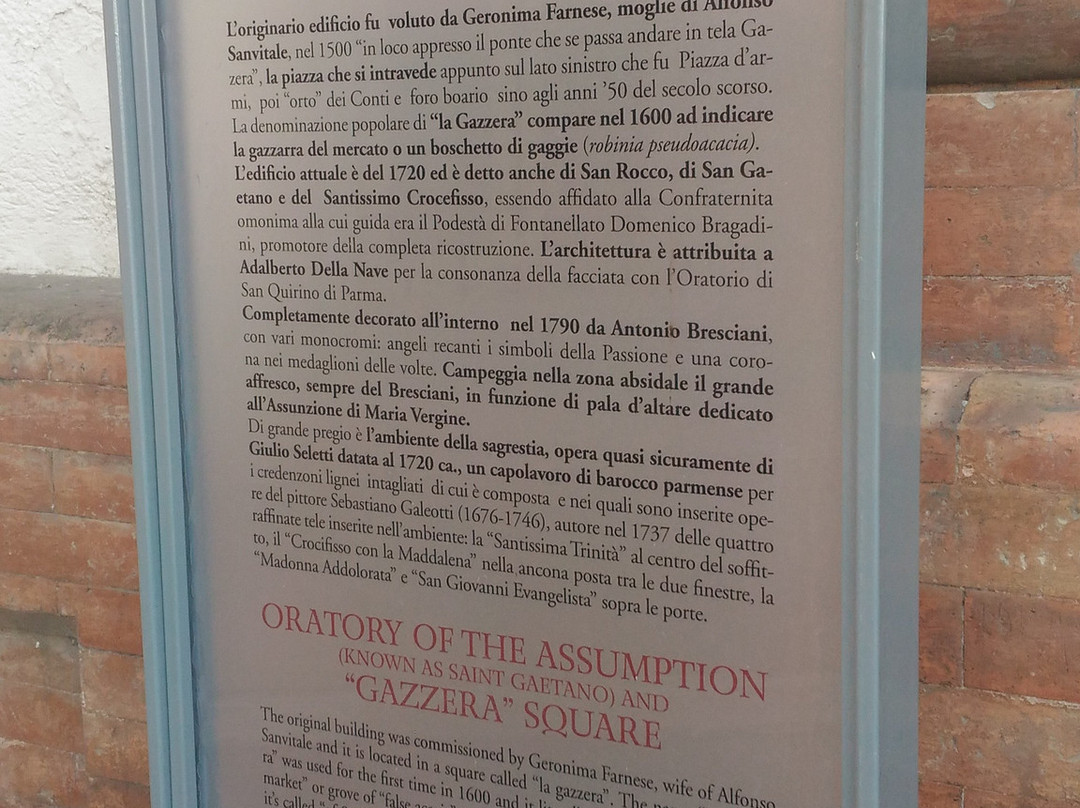 L'originario edificio fu voluto da Geronima Farnese, moglie di Alfonso
Sanvitale, nel 1500 “in loco appresso il ponte che se passa andare in tela Ga-
zera”, la piazza che si intravede appunto sul lato sinistro che fu Piazza d'ar-
mi, poi “orto” dei Conti e foro boario sino agli anni '50 del secolo scorso.
La denominazione popolare di “la Gazzera” compare nel 1600 ad indicare
la gazzarra del mercato o un boschetto di gaggie (robinia pseudoacacia).
L'edificio attuale è del 1720 ed è detto anche di San Rocco, di San Ga-
etano e del Santissimo Crocefisso, essendo affidato alla Confraternita
omonima alla cui guida era il Podestà di Fontanellato Domenico Bragadi-
ni, promotore della completa ricostruzione. L'architettura è attribuita a
Adalberto Della Nave per la consonanza della facciata con l'Oratorio di
San Quirino di Parma.
Completamente decorato all'interno nel 1790 da Antonio Bresciani,
con vari monocromi: angeli recanti i simboli della Passione e una coro-
na nei medaglioni delle volte. Campeggia nella zona absidale il grande
affresco, sempre del Bresciani, in funzione di pala d'altare dedicato
all'Assunzione di Maria Vergine.
Di grande pregio è l'ambiente della sagrestia, opera quasi sicuramente di
Giulio Seletti datata al 1720 ca., un capolavoro di barocco parmense per
i credenzoni lignei intagliati di cui è composta e nei quali sono inserite ope-
re del pittore Sebastiano Galeotti (1676-1746), autore nel 1737 delle quattro
raffinate tele inserite nell'ambiente: la “Santissima Trinità” al centro del soffit-
to, il “Crocifisso con la Maddalena” nella ancona posta tra le due finestre, la
“Madonna Addolorata” e “San Giovanni Evangelista” sopra le porte.
ORATORY OF THE ASSUMPTION
(KNOWN AS SAINT GAETANO) AND
“GAZZERA” SQUARE
The original building was commissioned by Geronima Farnese, wife of Alfonso
Sanvitale and it is located in a square called “la gazzera”. The
ra” was used for the first time in 1600 and it
market” or grove of “false
it's called